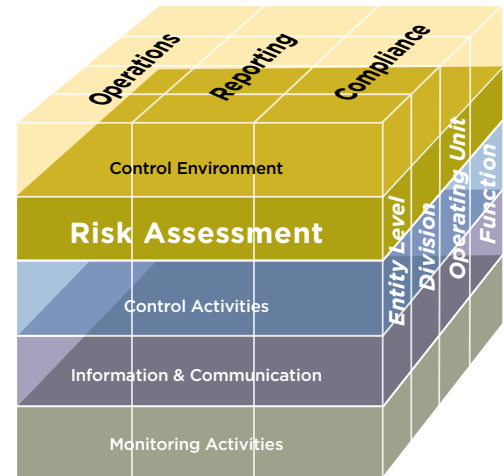 Operations
Reporting
Compliance
Control Environment
Risk Assessment
Control Activities
Information & Communication
Monitoring Activities
Entity Level
Division
Operating Unit
Function